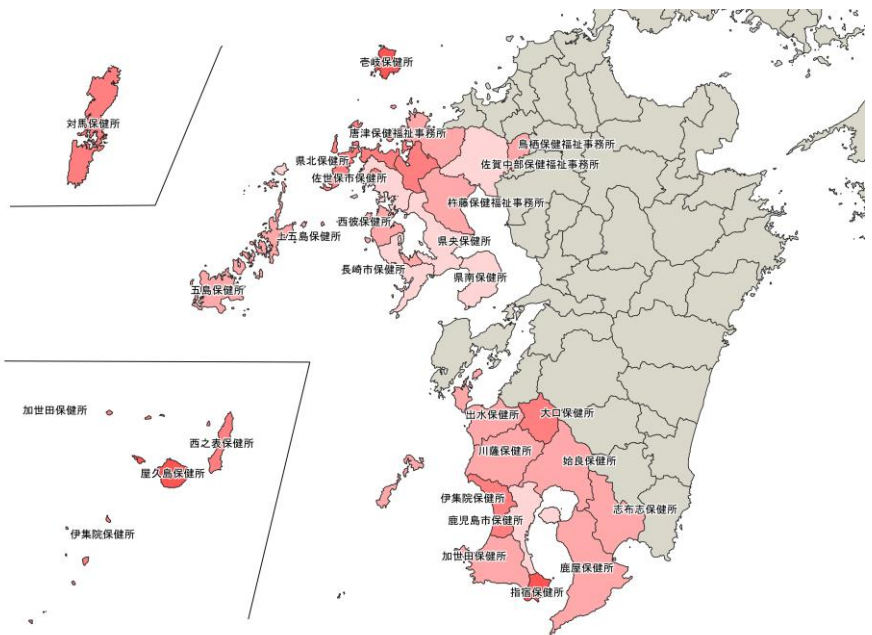 壱岐保健所
対馬保健所
唐津保健福祉事務所
鳥栖保健福祉事務所
県北保健所
佐賀中部保健福祉事務所
佐世保市保健所
杵藤保健福祉事務所
西彼保健所
上五島保健所
県央保健所
長崎市保健所
県南保健所
五島保健所
加世田保健所
出水保健所
大口保健所
西之表保健所
川薩保健所
姶良保健所
屋久島保健所
伊集院保健所
志布志保健所
鹿児島市保健所
伊集院保健所
加世田保健所
鹿屋保健所
指宿保健所